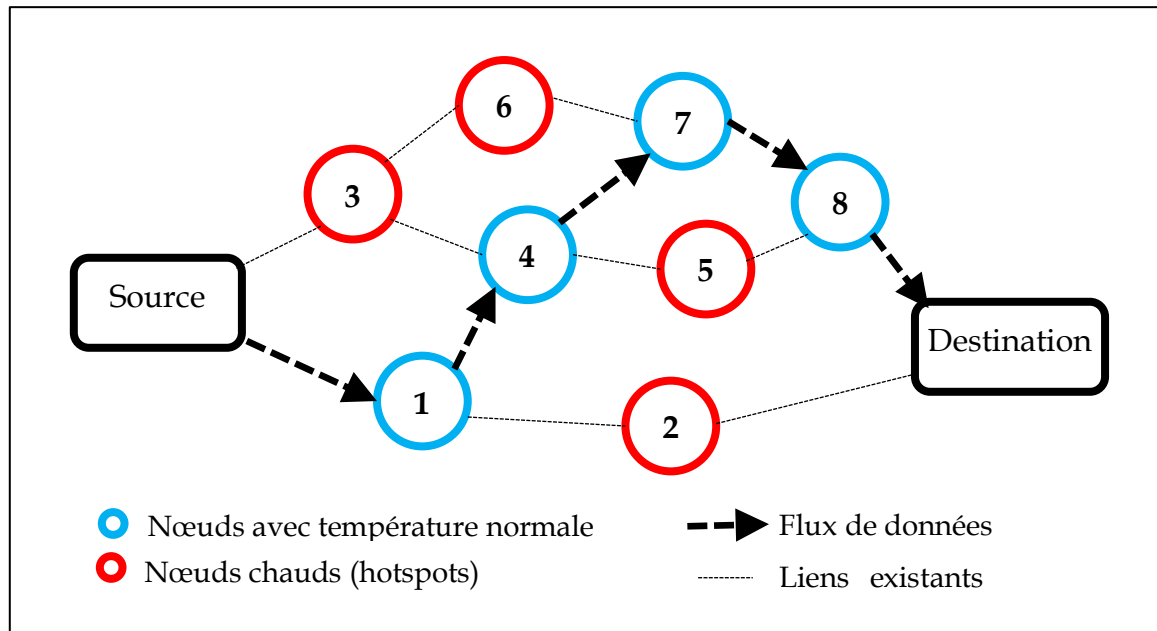 6
7
3
8
4
5
Source
Destination
1
2
Nœuds avec température normale
Flux de données
Nœuds chauds (hotspots)
Liens existants